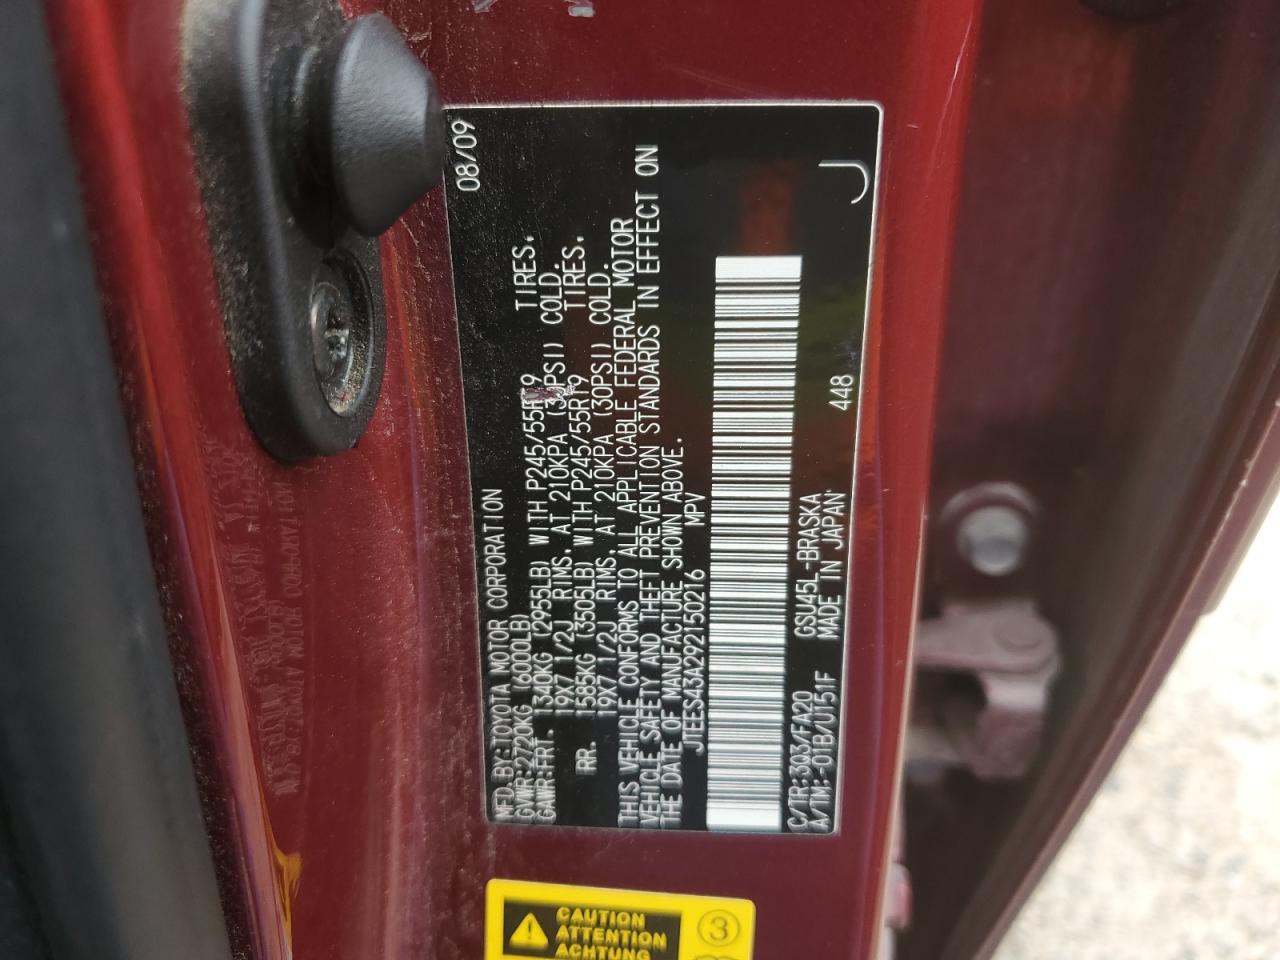 MFD. BY: TOYOTA MOTOR CORPORATION 08/09
GVWR: 2720KG (6000LB)
GAWR: FRT. 1340KG (2955LB) WITH P245/55R19 TIRES.
19X7 1/2J RIMS. AT 210KPA (30PSI) COLD.
RR. 1585KG (3505LB) WITH P245/55R19 TIRES.
19X7 1/2J RIMS. AT 210KPA (30PSI) COLD.
THIS VEHICLE CONFORMS TO ALL APPLICABLE FEDERAL MOTOR
VEHICLE SAFETY AND THEFT PREVENTION STANDARDS IN EFFECT ON
THE DATE OF MANUFACTURE SHOWN ABOVE.
JTEES43A292150216 MPV
C/TR: 3Q3/FA20 GSU45L-BRASKA
A/TM: -01B/U151F MADE IN JAPAN 448 J
CAUTION
ATTENTION
ACHTUNG
3